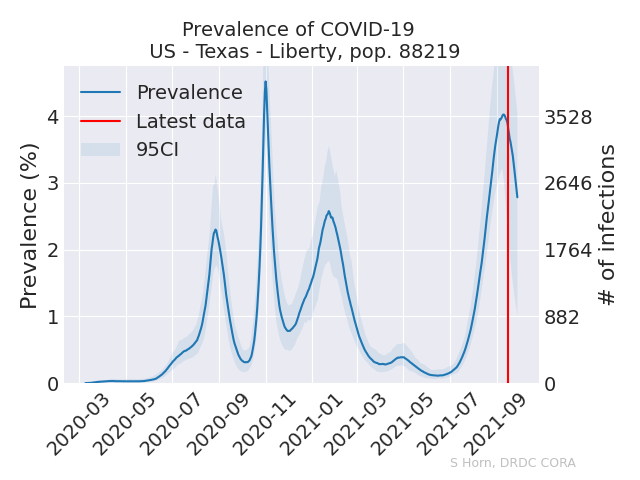 Prevalence of COVID-19
US - Texas - Liberty, pop. 88219
Prevalence
Latest data
95CI
Prevalence (%)
4
3
2
1
0
3528
2646
1764
882
0
# of infections
2020-03
2020-05
2020-07
2020-09
2020-11
2021-01
2021-03
2021-05
2021-07
2021-09
S Horn, DRDC CORA